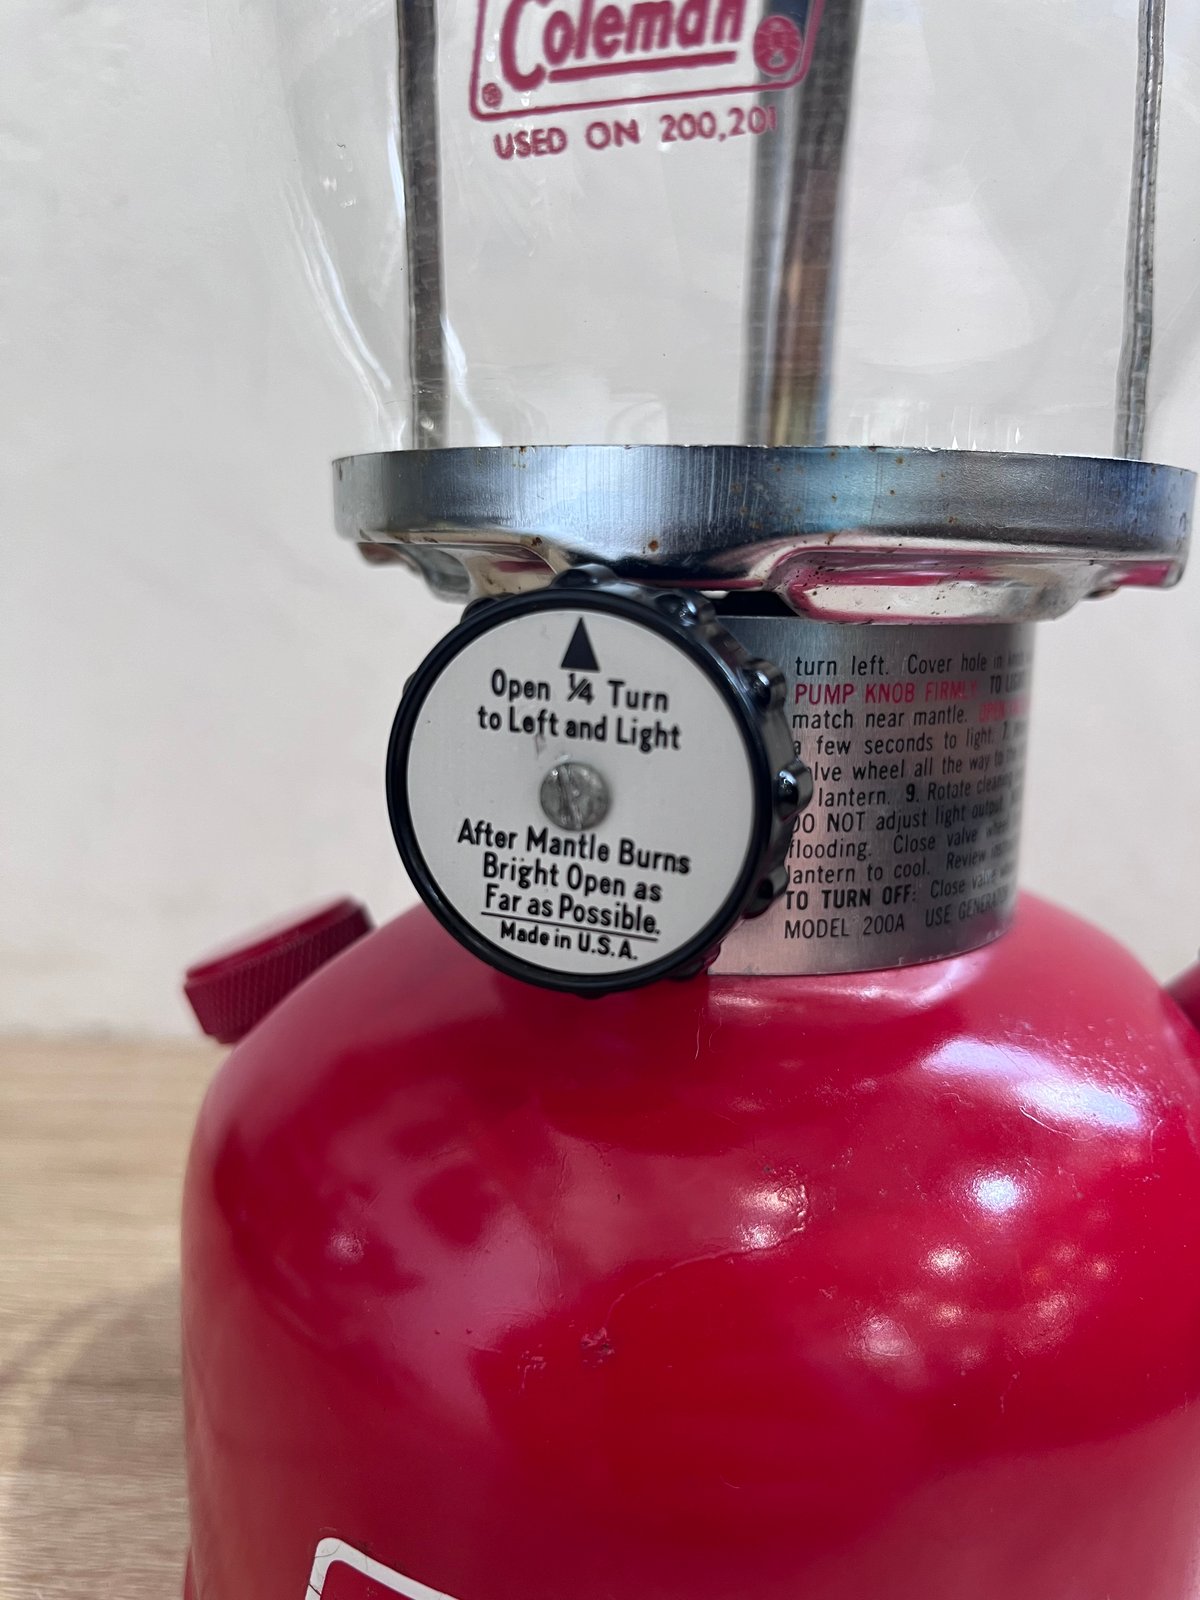 Coleman
USED ON 200,201
Open ¼ Turn
to Left and Light
After Mantle Burns
Bright Open as
Far as Possible.
Made in U.S.A.
turn left. Cover hole in
PUMP KNOB FIRMLY. TO
match near mantle. OPEN
a few seconds to light. 7.
wheel all the way to
lantern. 9. Rotate cleaning
DO NOT adjust light output
flooding. Close valve
lantern to cool. Review
TO TURN OFF: Close
MODEL 200A USE